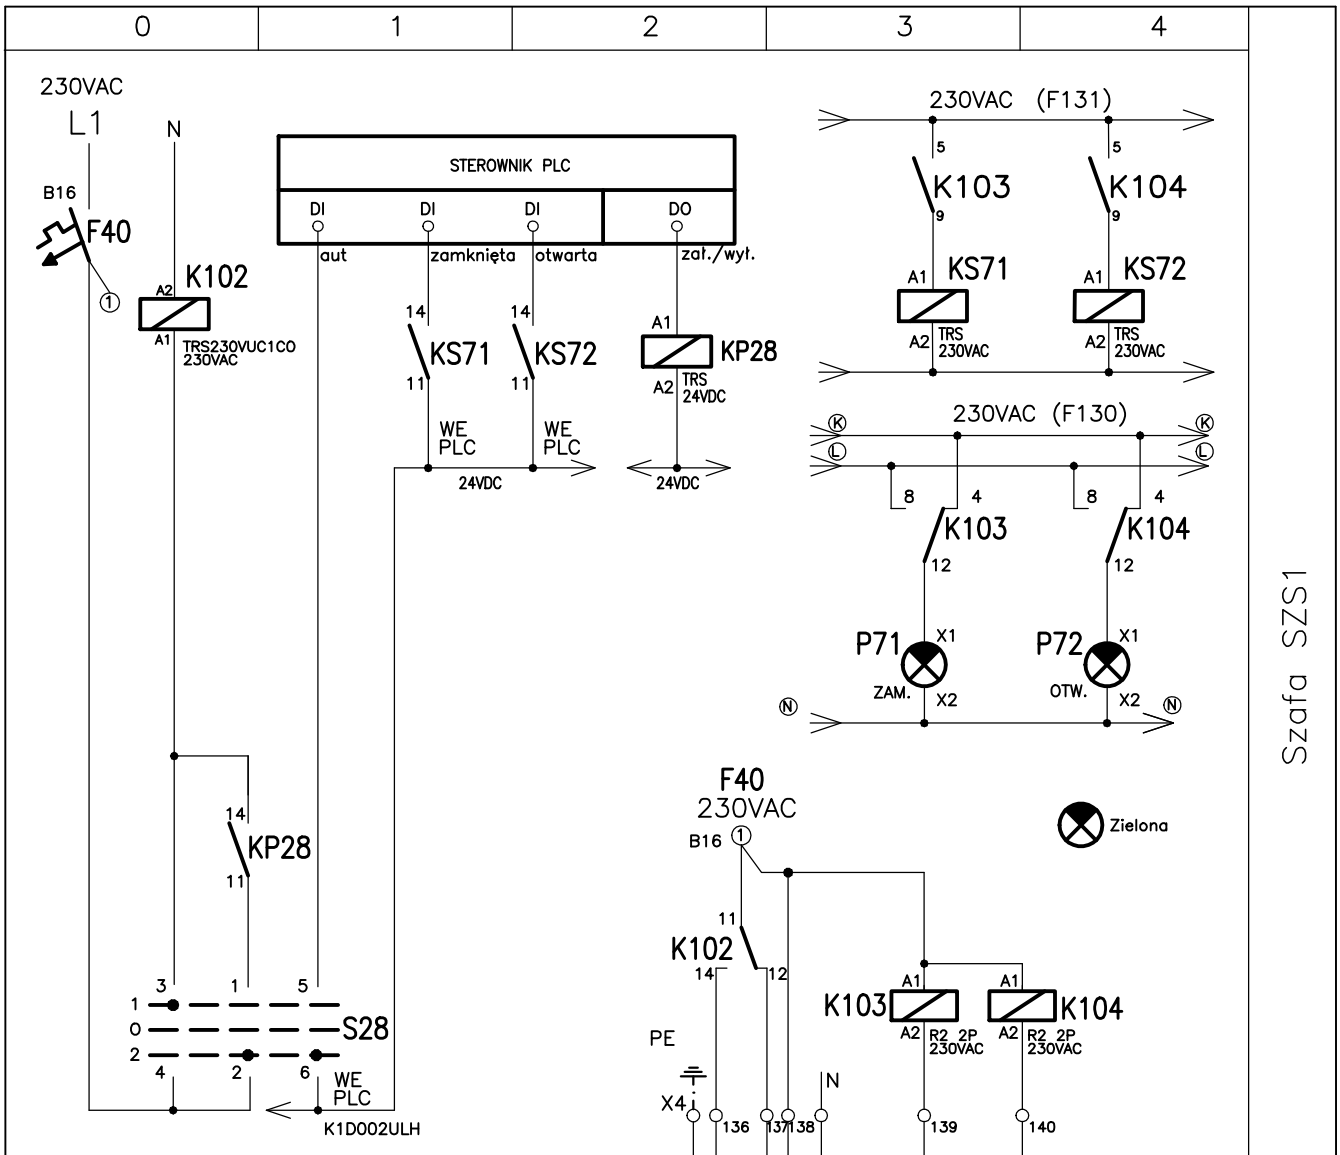 0 1 2 3 4
230VAC
L1
N
B16
F40
1
K102
A2
A1
TRS230VUC1CO
230VAC
STEROWNIK PLC
DI DI DI DO
aut zamknięta otwarta zał./wył.
14 14
KS71 KS72
11 11
WE WE
PLC PLC
24VDC
A1
KP28
A2 TRS
24VDC
24VDC
230VAC (F131)
5 5
K103 K104
9 9
KS71 KS72
A1 A1
A2 TRS A2 TRS
230VAC 230VAC
230VAC (F130)
K K
L L
8 4 8 4
K103 K104
12 12
P71 X1 P72 X1
ZAM. X2 OTW. X2
N N
Zielona
14
KP28
11
3 1 5
1
0 S28
2
4 2 6
WE
PLC
K1D002ULH
F40
230VAC
B16 1
11
K102
14 12
A1 A1
K103 K104
A2 R2 2P A2 R2 2P
230VAC 230VAC
PE
N
X4
136 137 138 139 140
Szafa SZS1